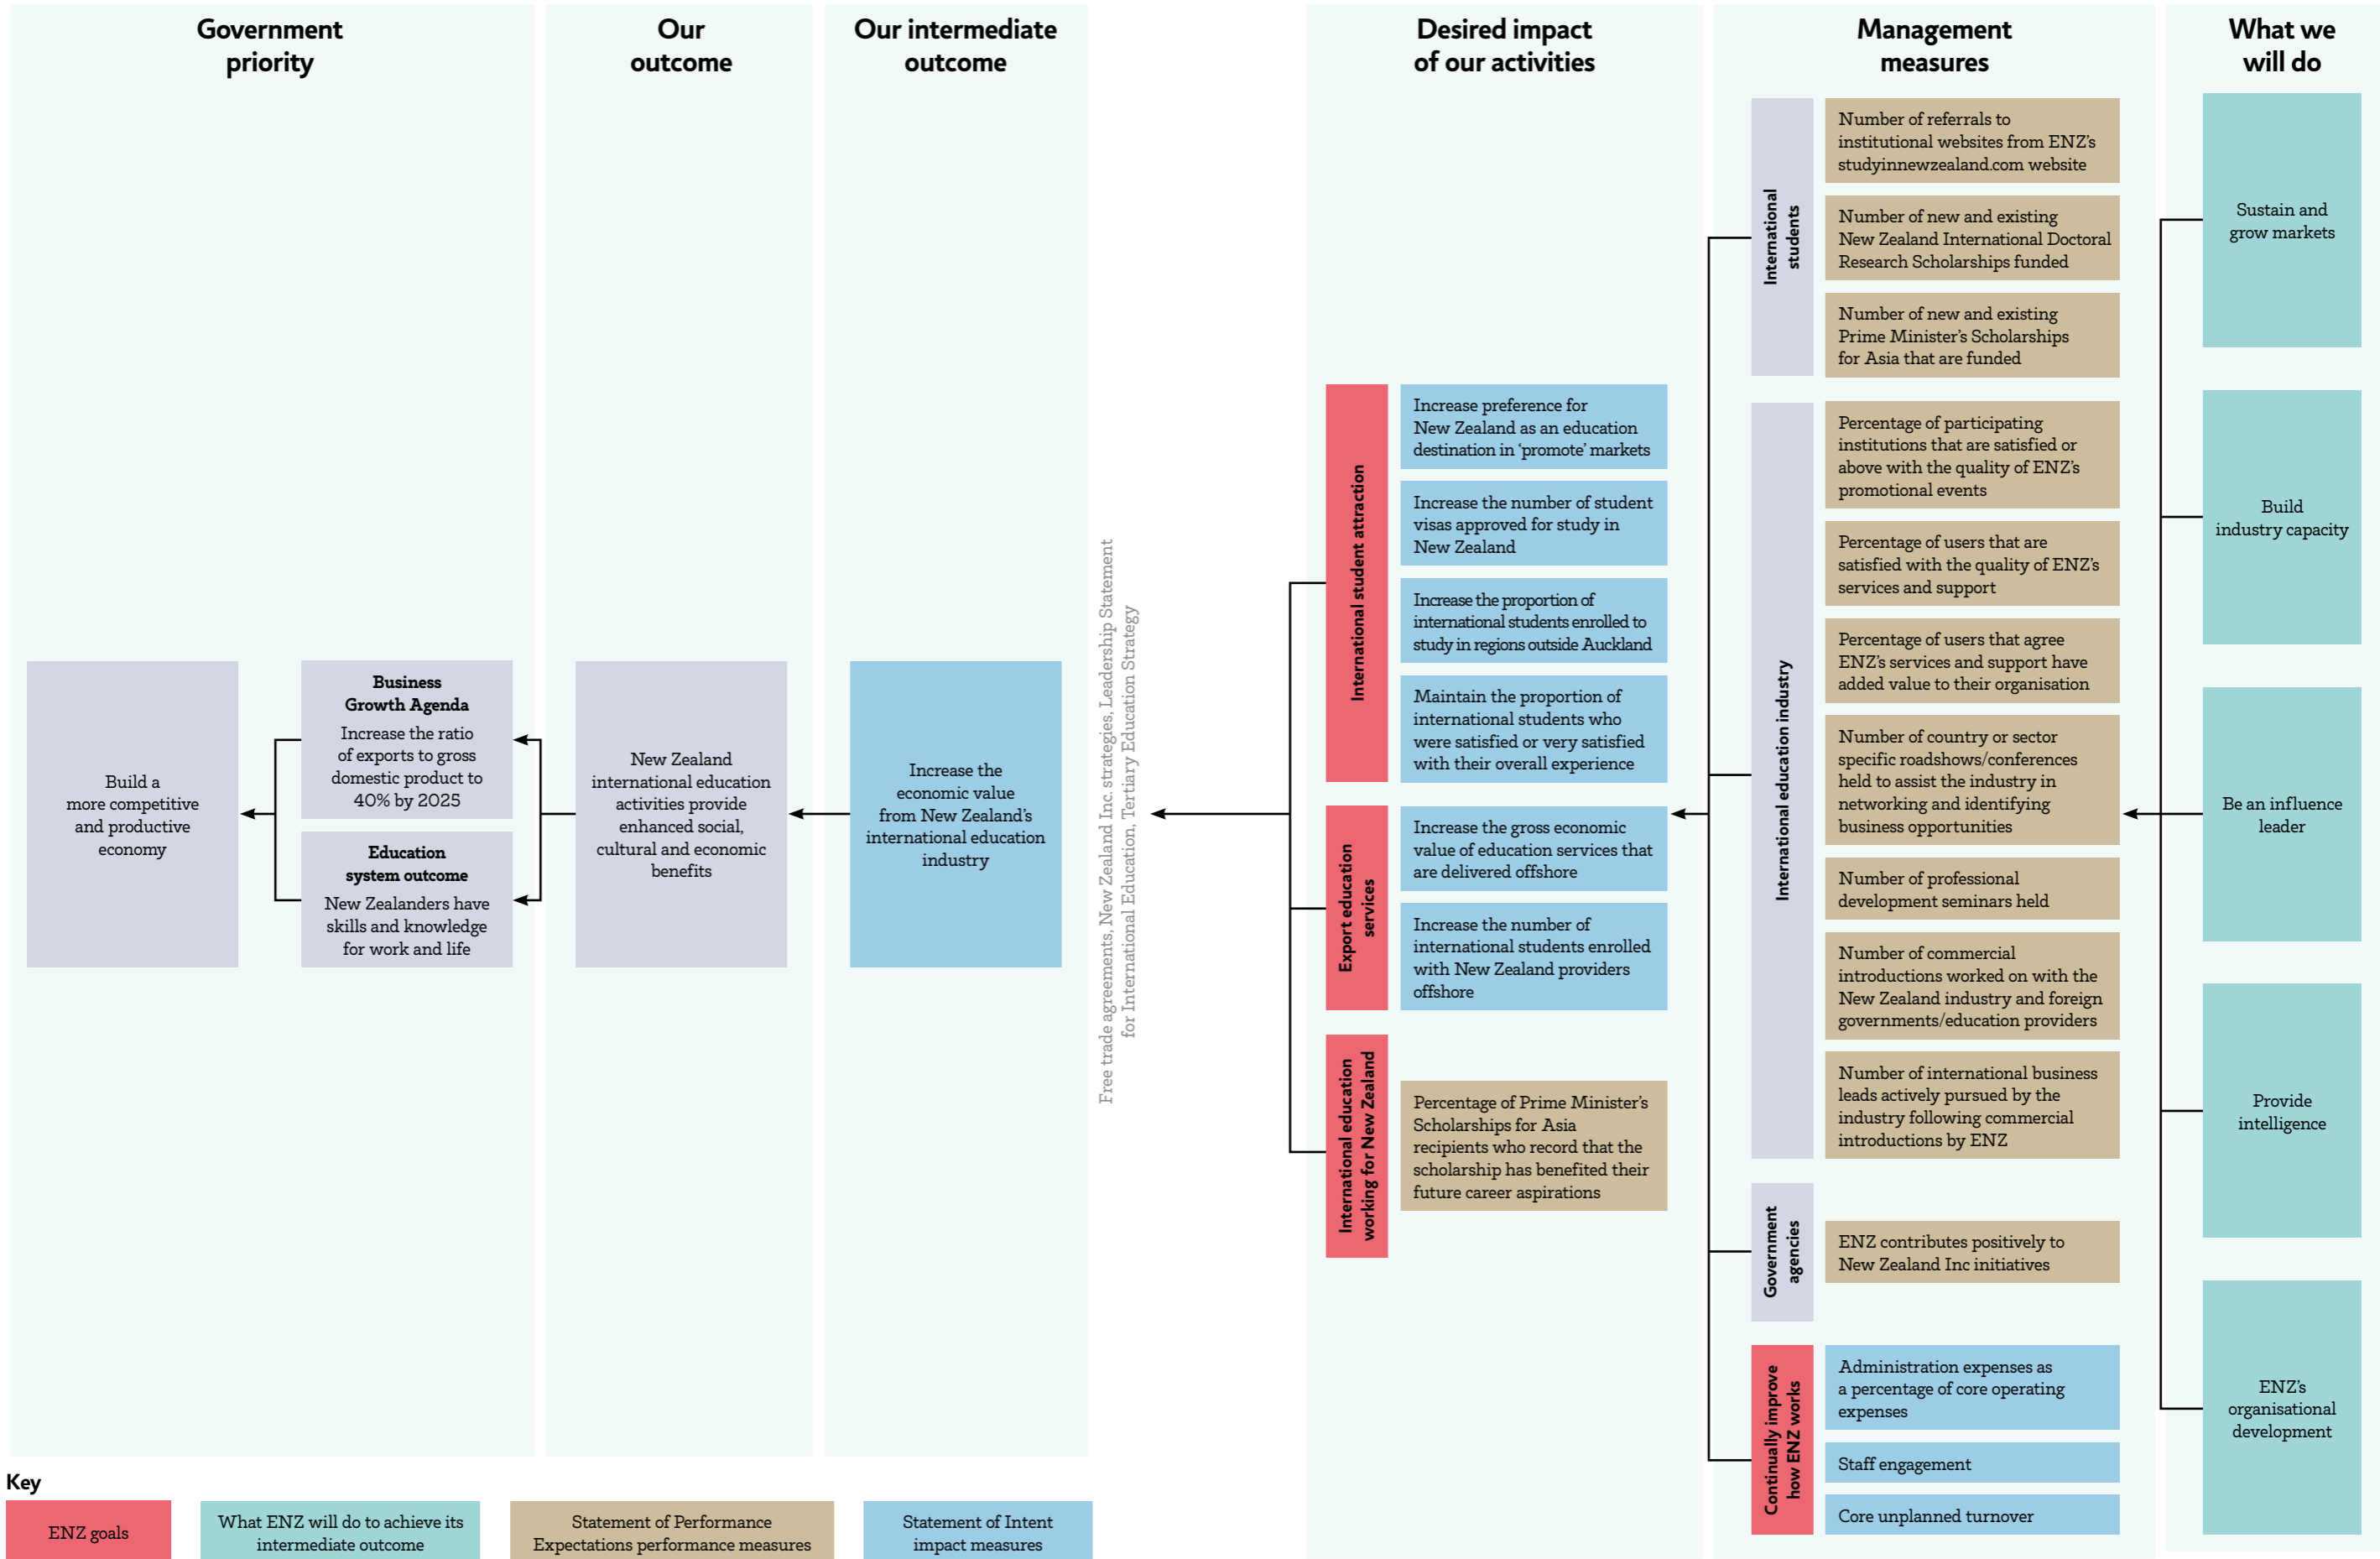 Government
priority
Our
outcome
Our intermediate
outcome
Desired impact
of our activities
Management
measures
What we
will do
Build a
more competitive
and productive
economy
Business
Growth Agenda
Increase the ratio
of exports to gross
domestic product to
40% by 2025
Education
system outcome
New Zealanders have
skills and knowledge
for work and life
New Zealand
international education
activities provide
enhanced social,
cultural and economic
benefits
Increase the
economic value
from New Zealand's
international education
industry
Free trade agreements, New Zealand Inc. strategies, Leadership Statement
for International Education, Tertiary Education Strategy
International student attraction
Increase preference for
New Zealand as an education
destination in 'promote' markets
Increase the number of student
visas approved for study in
New Zealand
Increase the proportion of
international students enrolled to
study in regions outside Auckland
Maintain the proportion of
international students who
were satisfied or very satisfied
with their overall experience
Export education
services
Increase the gross economic
value of education services that
are delivered offshore
Increase the number of
international students enrolled
with New Zealand providers
offshore
International education
working for New Zealand
Percentage of Prime Minister's
Scholarships for Asia
recipients who record that the
scholarship has benefited their
future career aspirations
International
students
Number of referrals to
institutional websites from ENZ's
studyinnewzealand.com website
Number of new and existing
New Zealand International Doctoral
Research Scholarships funded
Number of new and existing
Prime Minister's Scholarships
for Asia that are funded
International education industry
Percentage of participating
institutions that are satisfied or
above with the quality of ENZ's
promotional events
Percentage of users that are
satisfied with the quality of ENZ's
services and support
Percentage of users that agree
ENZ's services and support have
added value to their organisation
Number of country or sector
specific roadshows/conferences
held to assist the industry in
networking and identifying
business opportunities
Number of professional
development seminars held
Number of commercial
introductions worked on with the
New Zealand industry and foreign
governments/education providers
Number of international business
leads actively pursued by the
industry following commercial
introductions by ENZ
Government
agencies
ENZ contributes positively to
New Zealand Inc initiatives
Continually improve
how ENZ works
Administration expenses as
a percentage of core operating
expenses
Staff engagement
Core unplanned turnover
Sustain and
grow markets
Build
industry capacity
Be an influence
leader
Provide
intelligence
ENZ's
organisational
development
Key
ENZ goals
What ENZ will do to achieve its
intermediate outcome
Statement of Performance
Expectations performance measures
Statement of Intent
impact measures